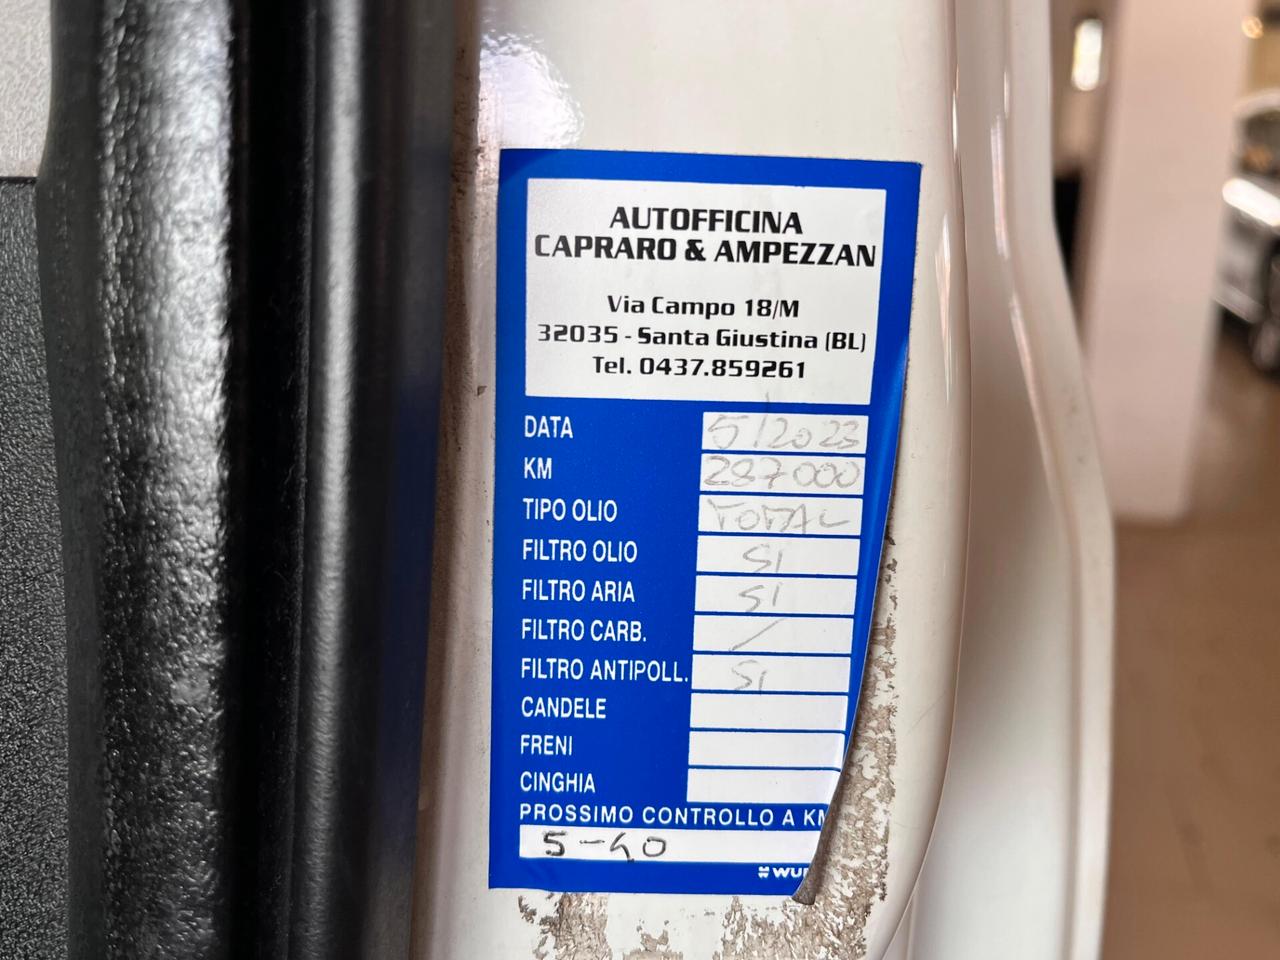 AUTOFFICINA
CAPRARO & AMPEZZAN
Via Campo 18/M
32035 - Santa Giustina (BL)
Tel. 0437.859261
DATA 5/2023
KM 287000
TIPO OLIO TOTAL
FILTRO OLIO SI
FILTRO ARIA SI
FILTRO CARB. /
FILTRO ANTIPOLL. SI
CANDELE
FRENI
CINGHIA
PROSSIMO CONTROLLO A KM
5-40